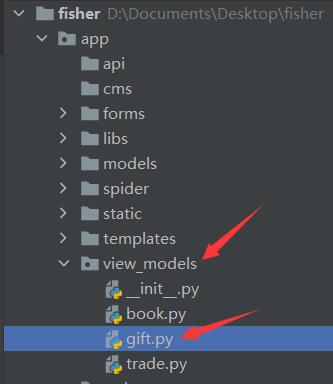 fisher D:\Documents\Desktop\fisher
app
api
cms
forms
libs
models
spider
static
templates
view_models
__init__.py
book.py
gift.py
trade.py